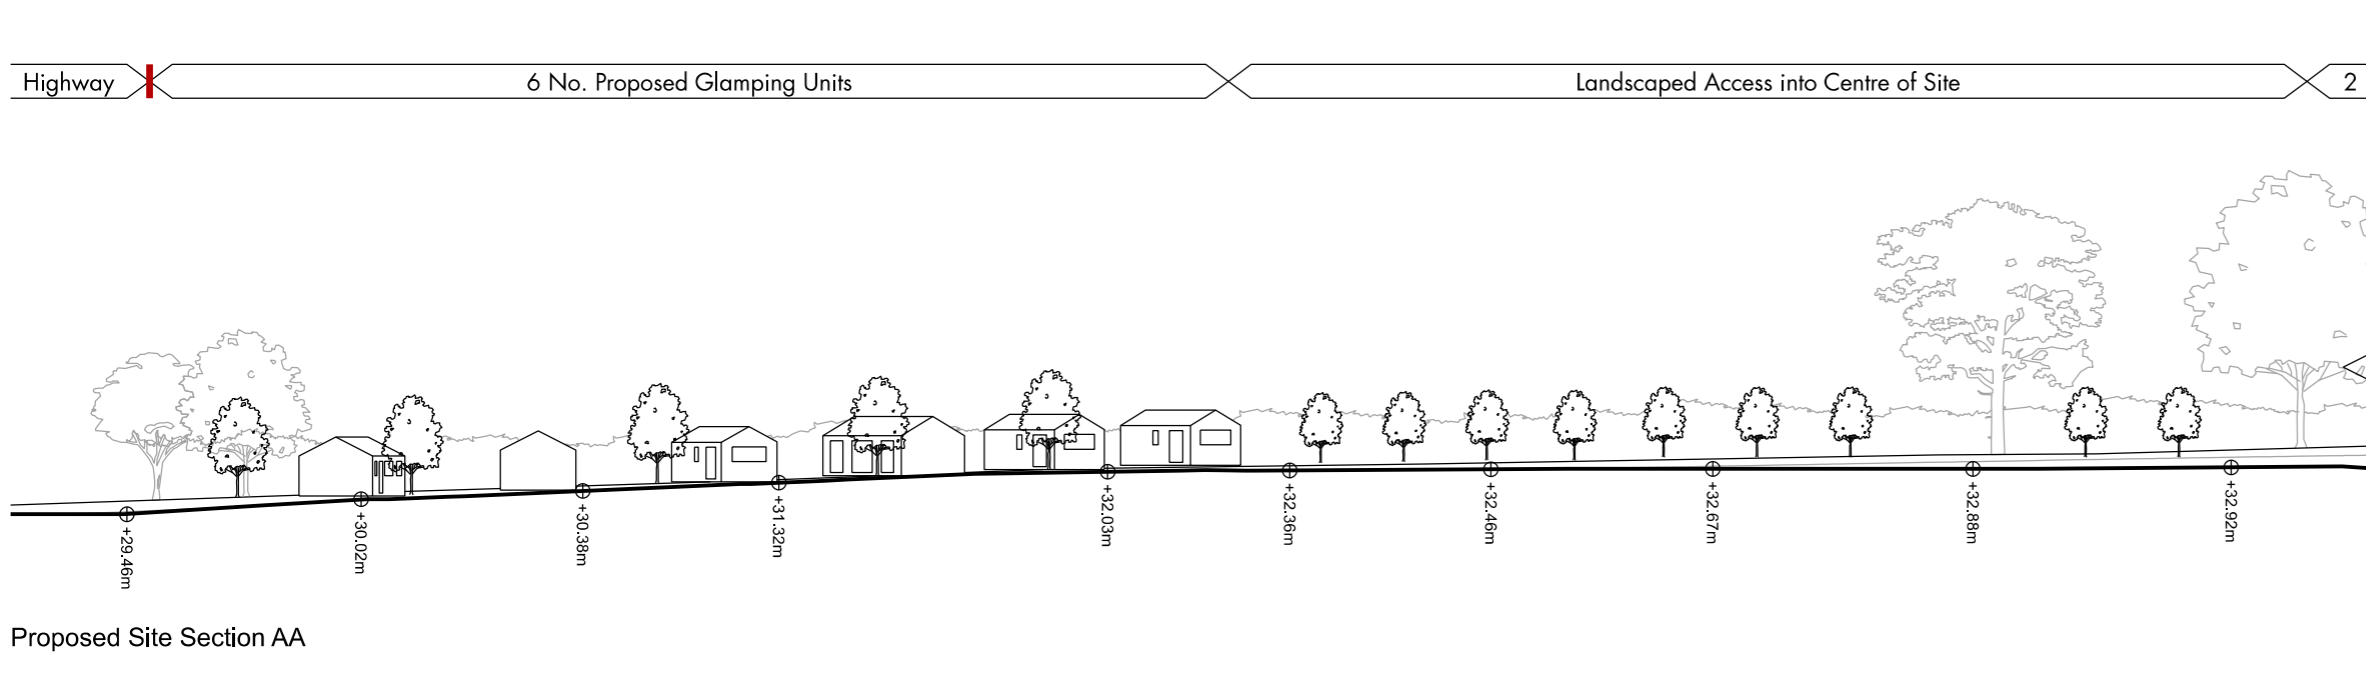 Highway
6 No. Proposed Glamping Units
Landscaped Access into Centre of Site
2
+29.46m
+30.02m
+30.38m
+31.32m
+32.03m
+32.36m
+32.46m
+32.67m
+32.88m
+32.92m
Proposed Site Section AA